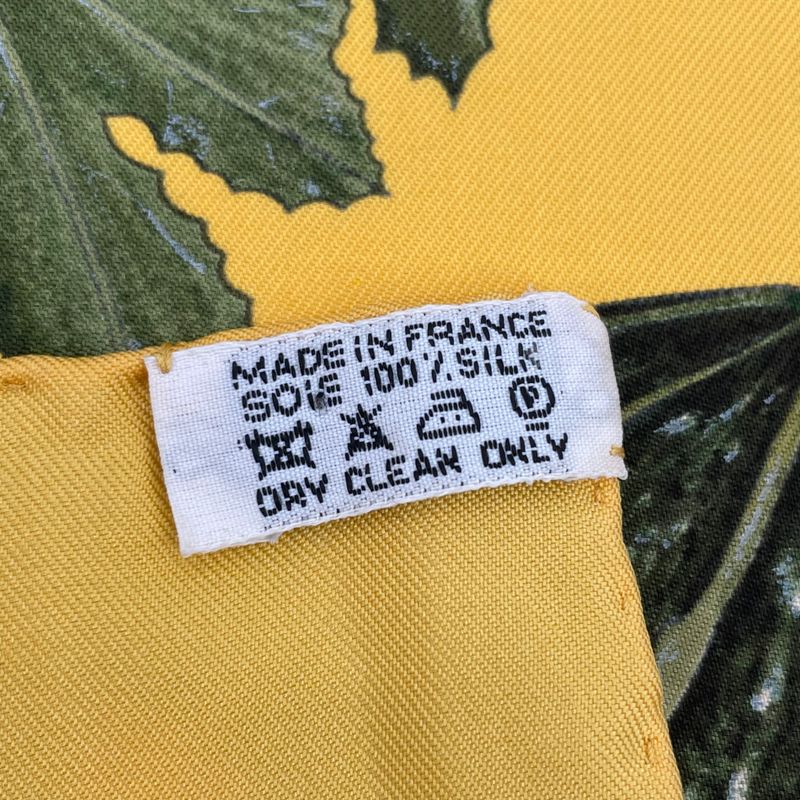 MADE IN FRANCE
SOIE 100% SILK
P
DRY CLEAN ONLY